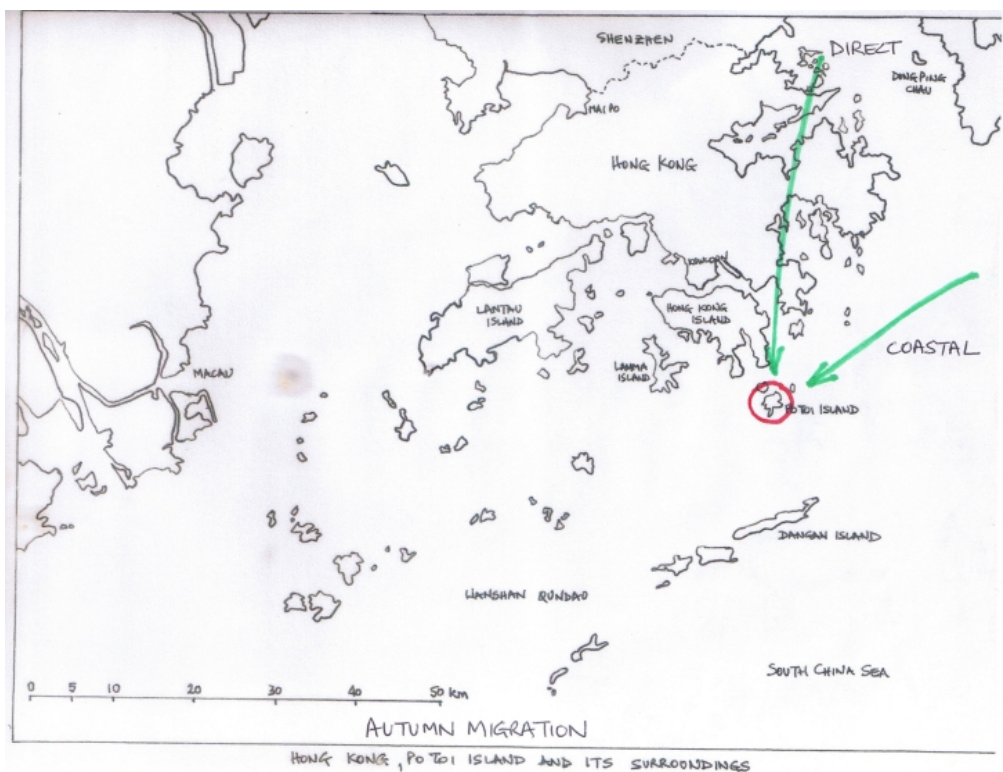 SHENZHEN
DIRECT
DONGPING
CHAU
MAI PO
HONG KONG
KOWLOON
LANTAU
ISLAND
HONG KONG
ISLAND
COASTAL
LAMMA
ISLAND
MACAU
PO TOI ISLAND
DANGAN ISLAND
WANSHAN QUNDAO
SOUTH CHINA SEA
0 5 10 20 30 40 50 km
AUTUMN MIGRATION
HONG KONG, PO TOI ISLAND AND ITS SURROUNDINGS